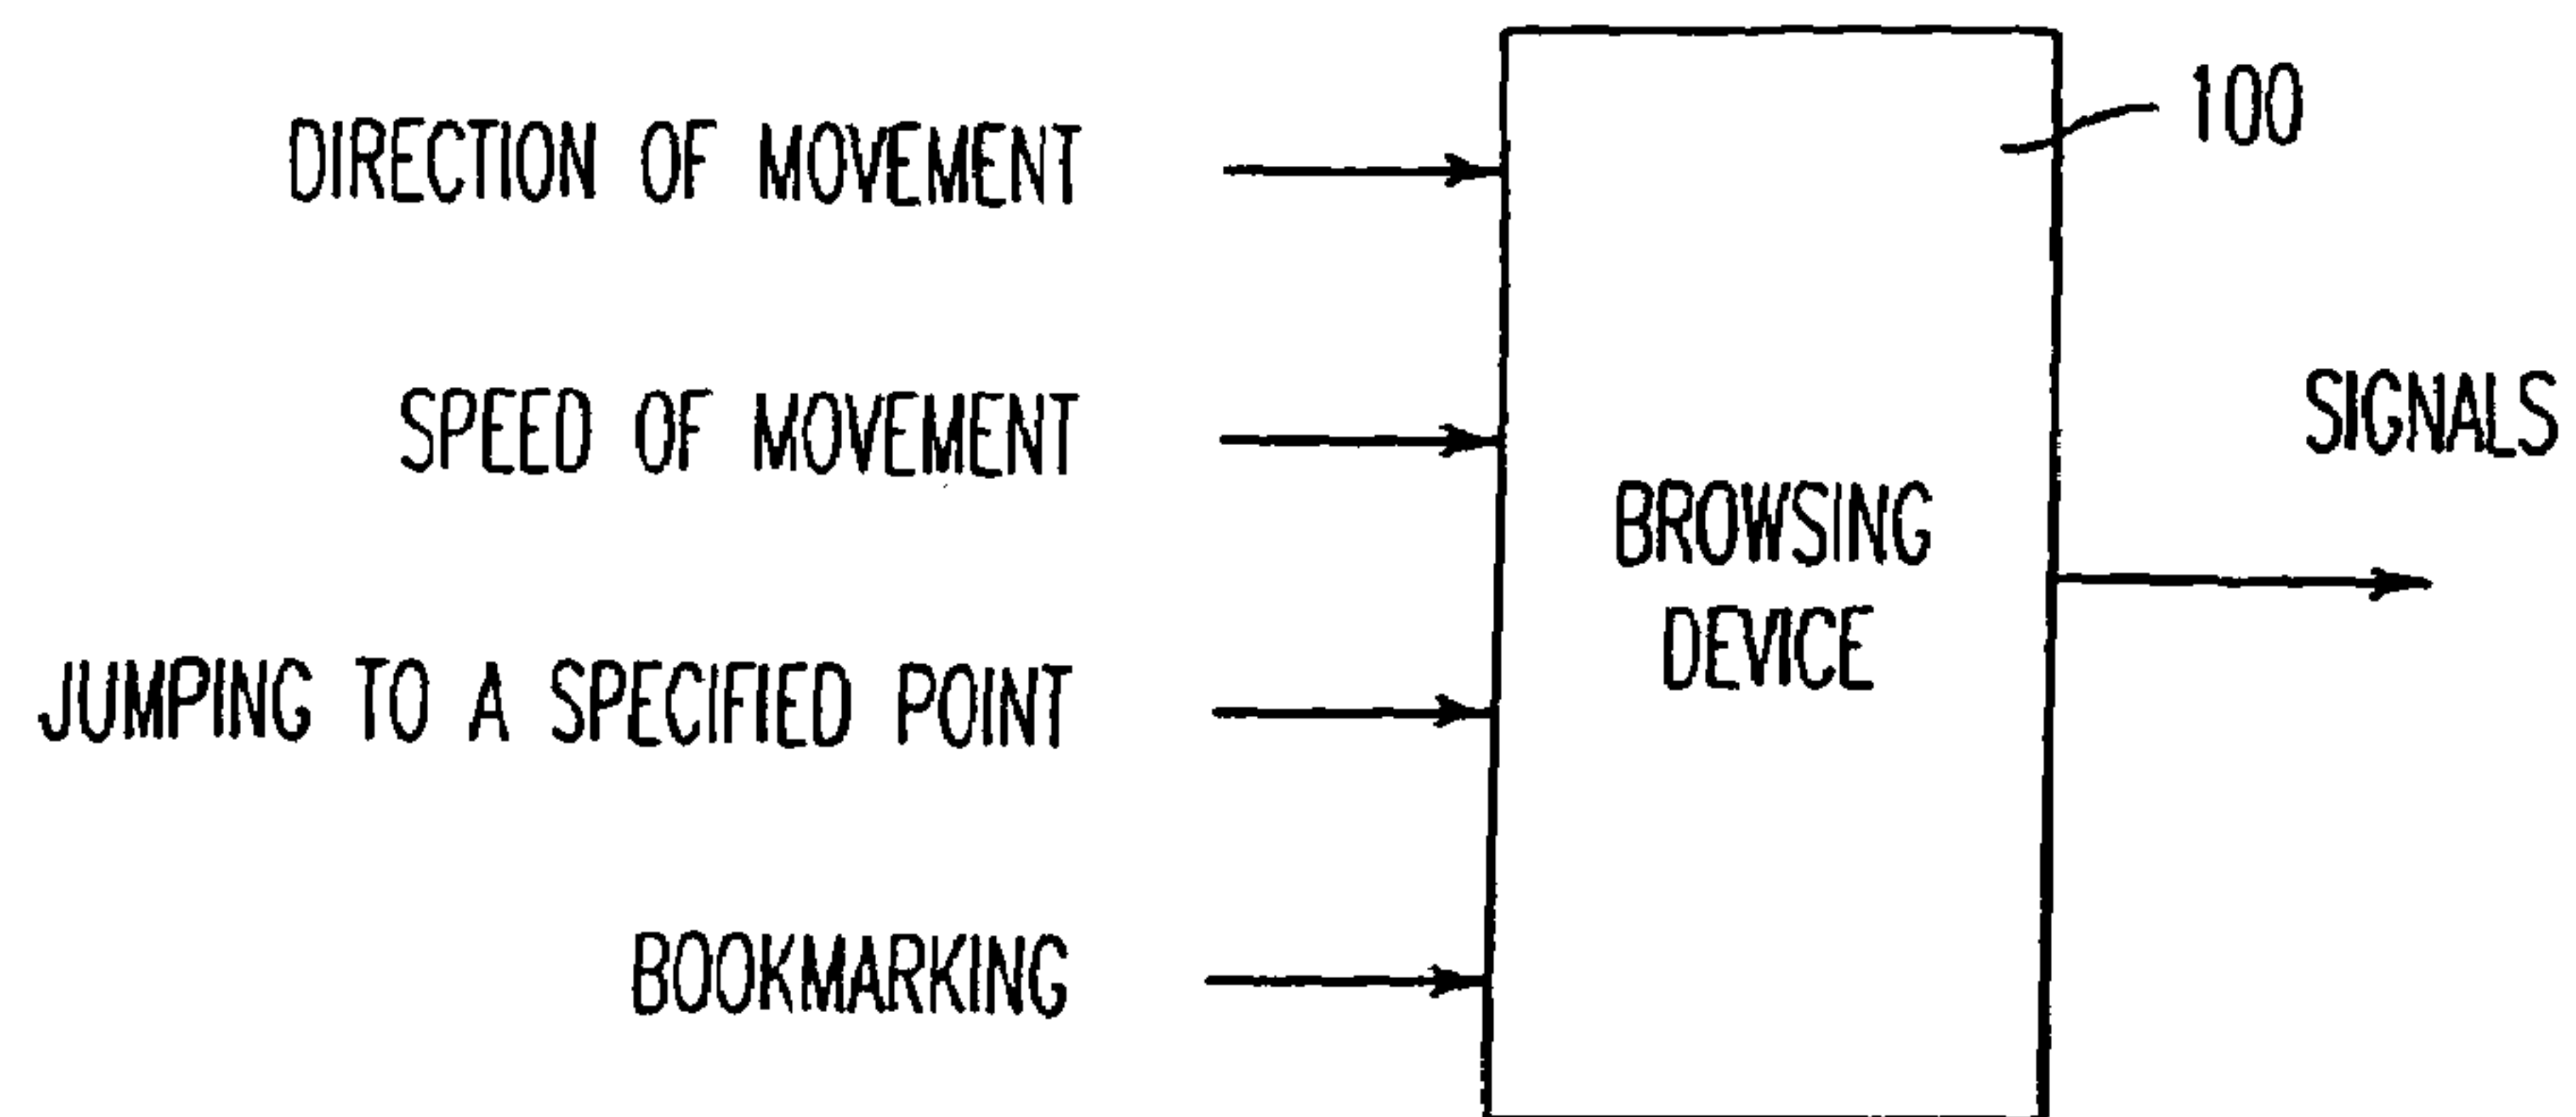 DIRECTION OF MOVEMENT
100
SPEED OF MOVEMENT
SIGNALS
BROWSING
DEVICE
JUMPING TO A SPECIFIED POINT
BOOKMARKING